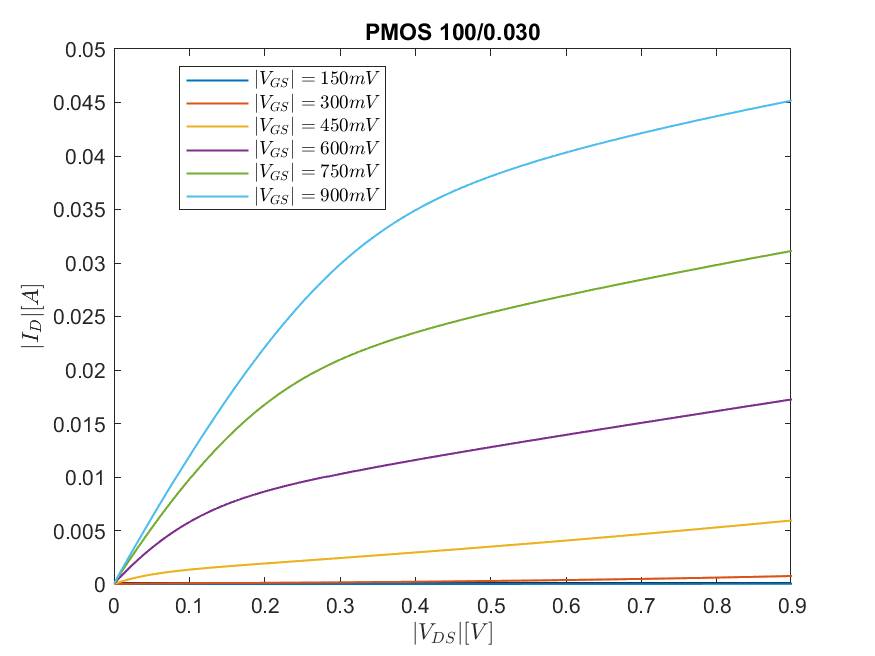 PMOS 100/0.030
0.05
0.045
0.04
0.035
0.03
0.025
0.02
0.015
0.01
0.005
0
|I_D|[A]
|V_GS| = 150mV
|V_GS| = 300mV
|V_GS| = 450mV
|V_GS| = 600mV
|V_GS| = 750mV
|V_GS| = 900mV
0 0.1 0.2 0.3 0.4 0.5 0.6 0.7 0.8 0.9
|V_DS|[V]